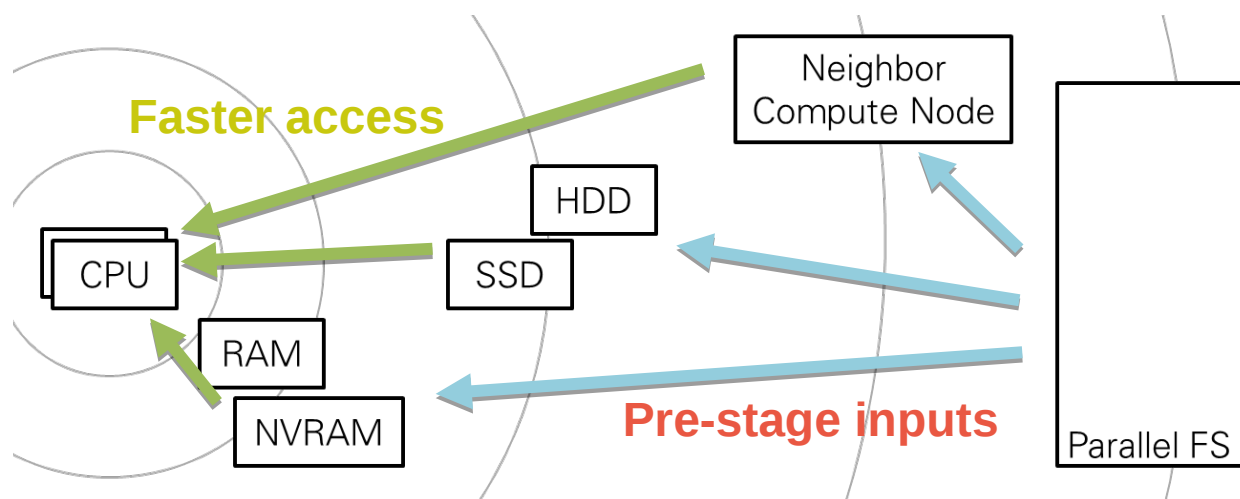 Neighbor
Compute Node
Faster access
HDD
CPU
SSD
RAM
NVRAM
Pre-stage inputs
Parallel FS